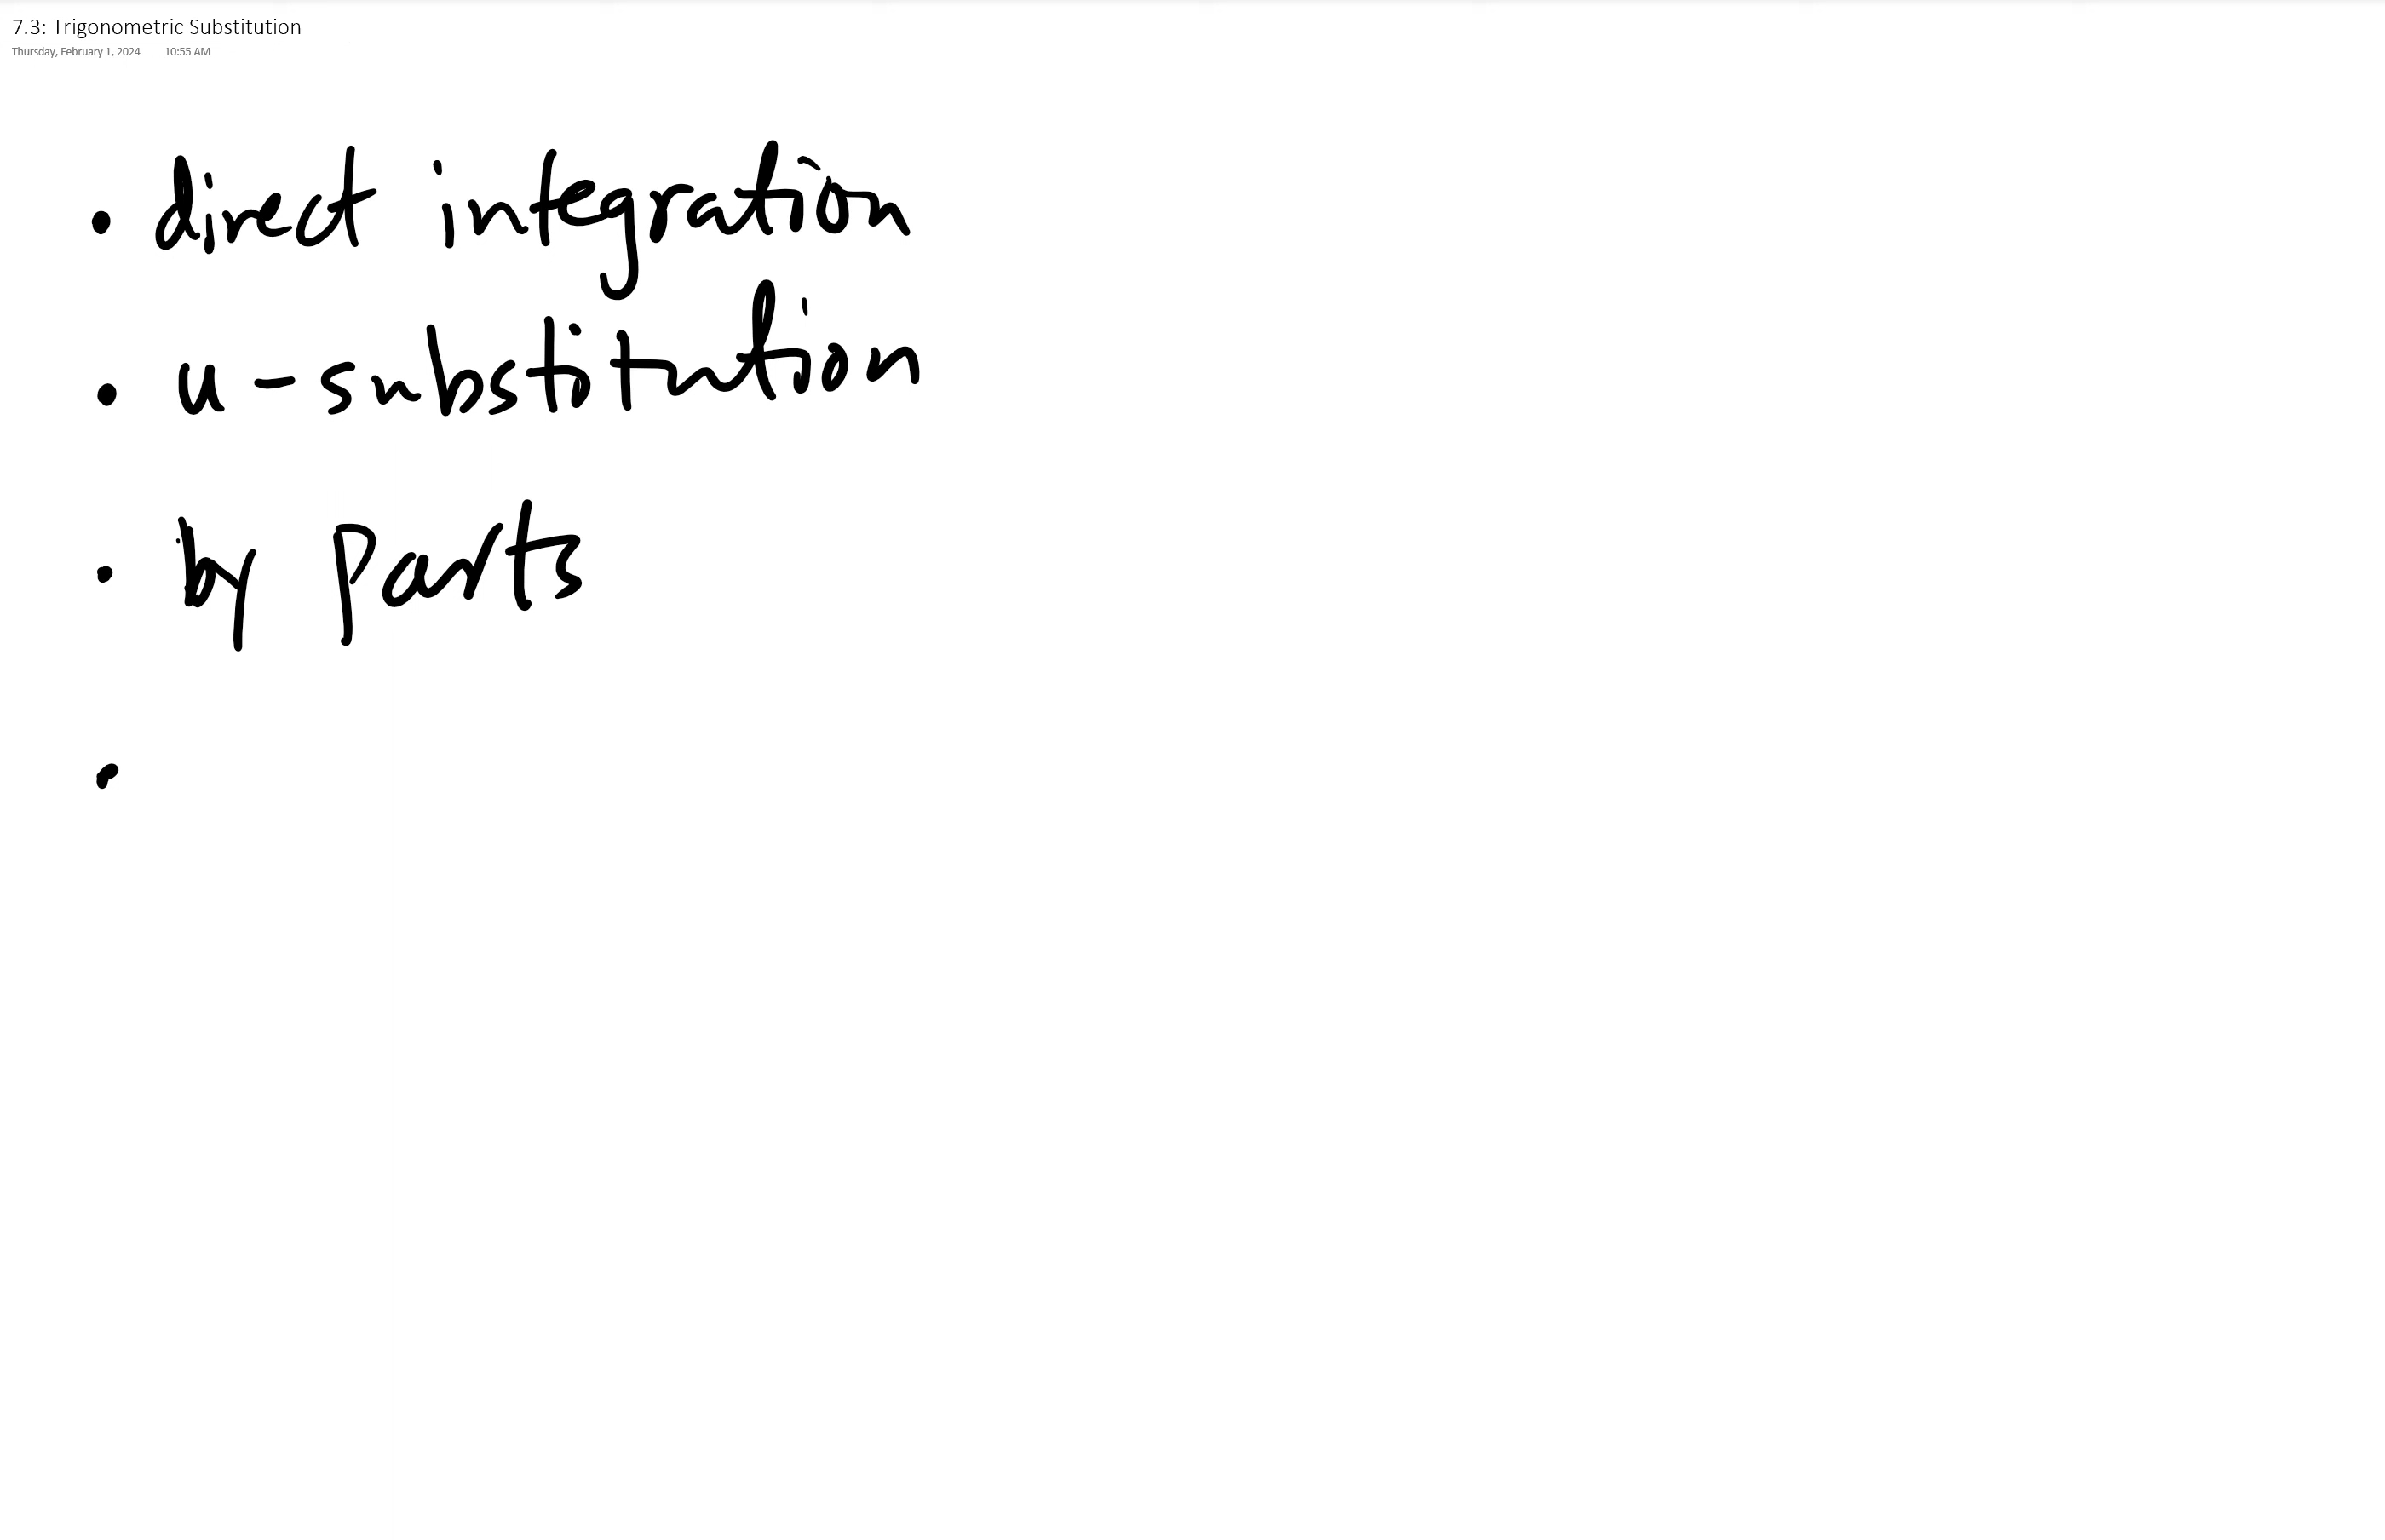 7.3: Trigonometric Substitution
Thursday, February 1, 2024 10:55 AM
• direct integration
• u-substitution
• by parts
•